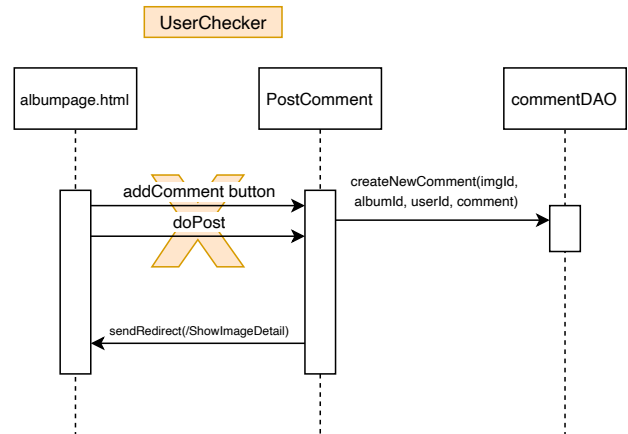 UserChecker
albumpage.html
PostComment
commentDAO
addComment button
doPost
createNewComment(imgId,
albumId, userId, comment)
sendRedirect(/ShowImageDetail)